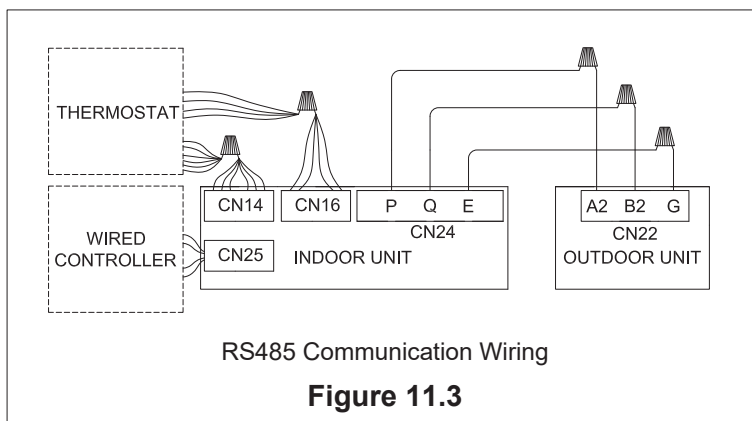 THERMOSTAT
CN14
CN16
P Q E
CN24
A2 B2 G
CN22
WIRED
CONTROLLER
CN25
INDOOR UNIT
OUTDOOR UNIT
RS485 Communication Wiring
Figure 11.3